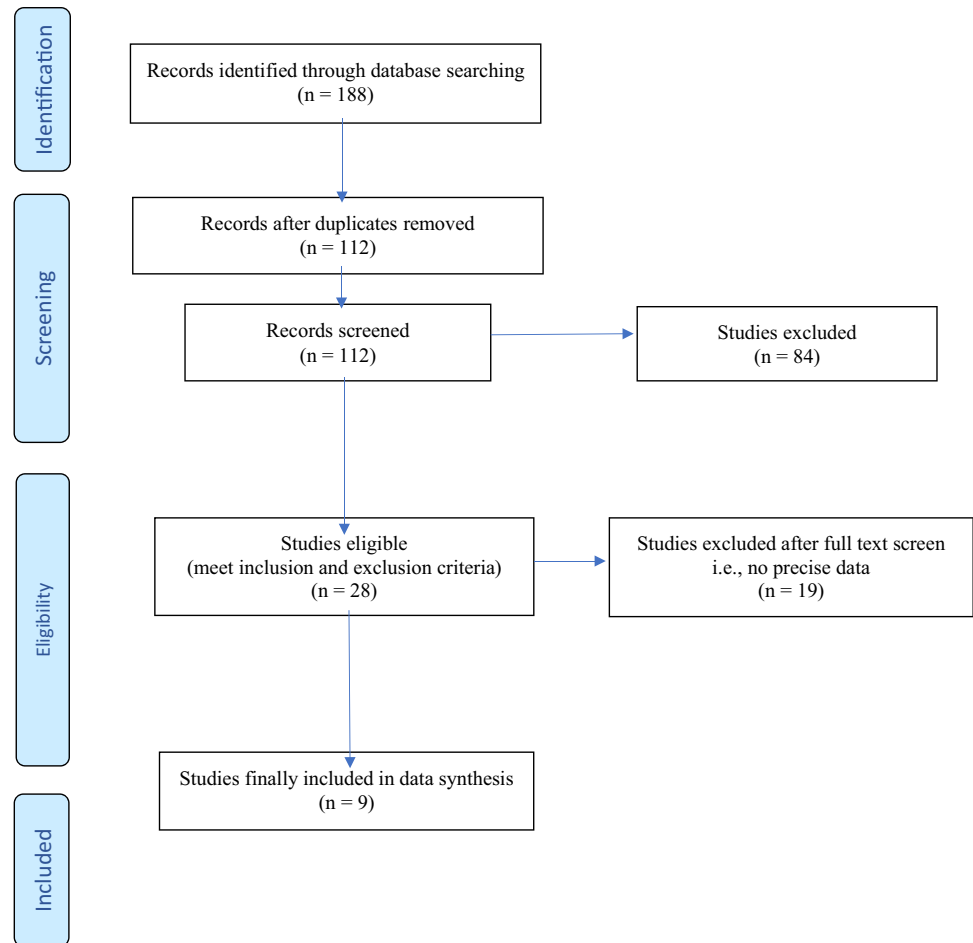 Identification
Records identified through database searching
(n = 188)
Screening
Records after duplicates removed
(n = 112)
Records screened
(n = 112)
Studies excluded
(n = 84)
Eligibility
Studies eligible
(meet inclusion and exclusion criteria)
(n = 28)
Studies excluded after full text screen
i.e., no precise data
(n = 19)
Studies finally included in data synthesis
(n = 9)
Included